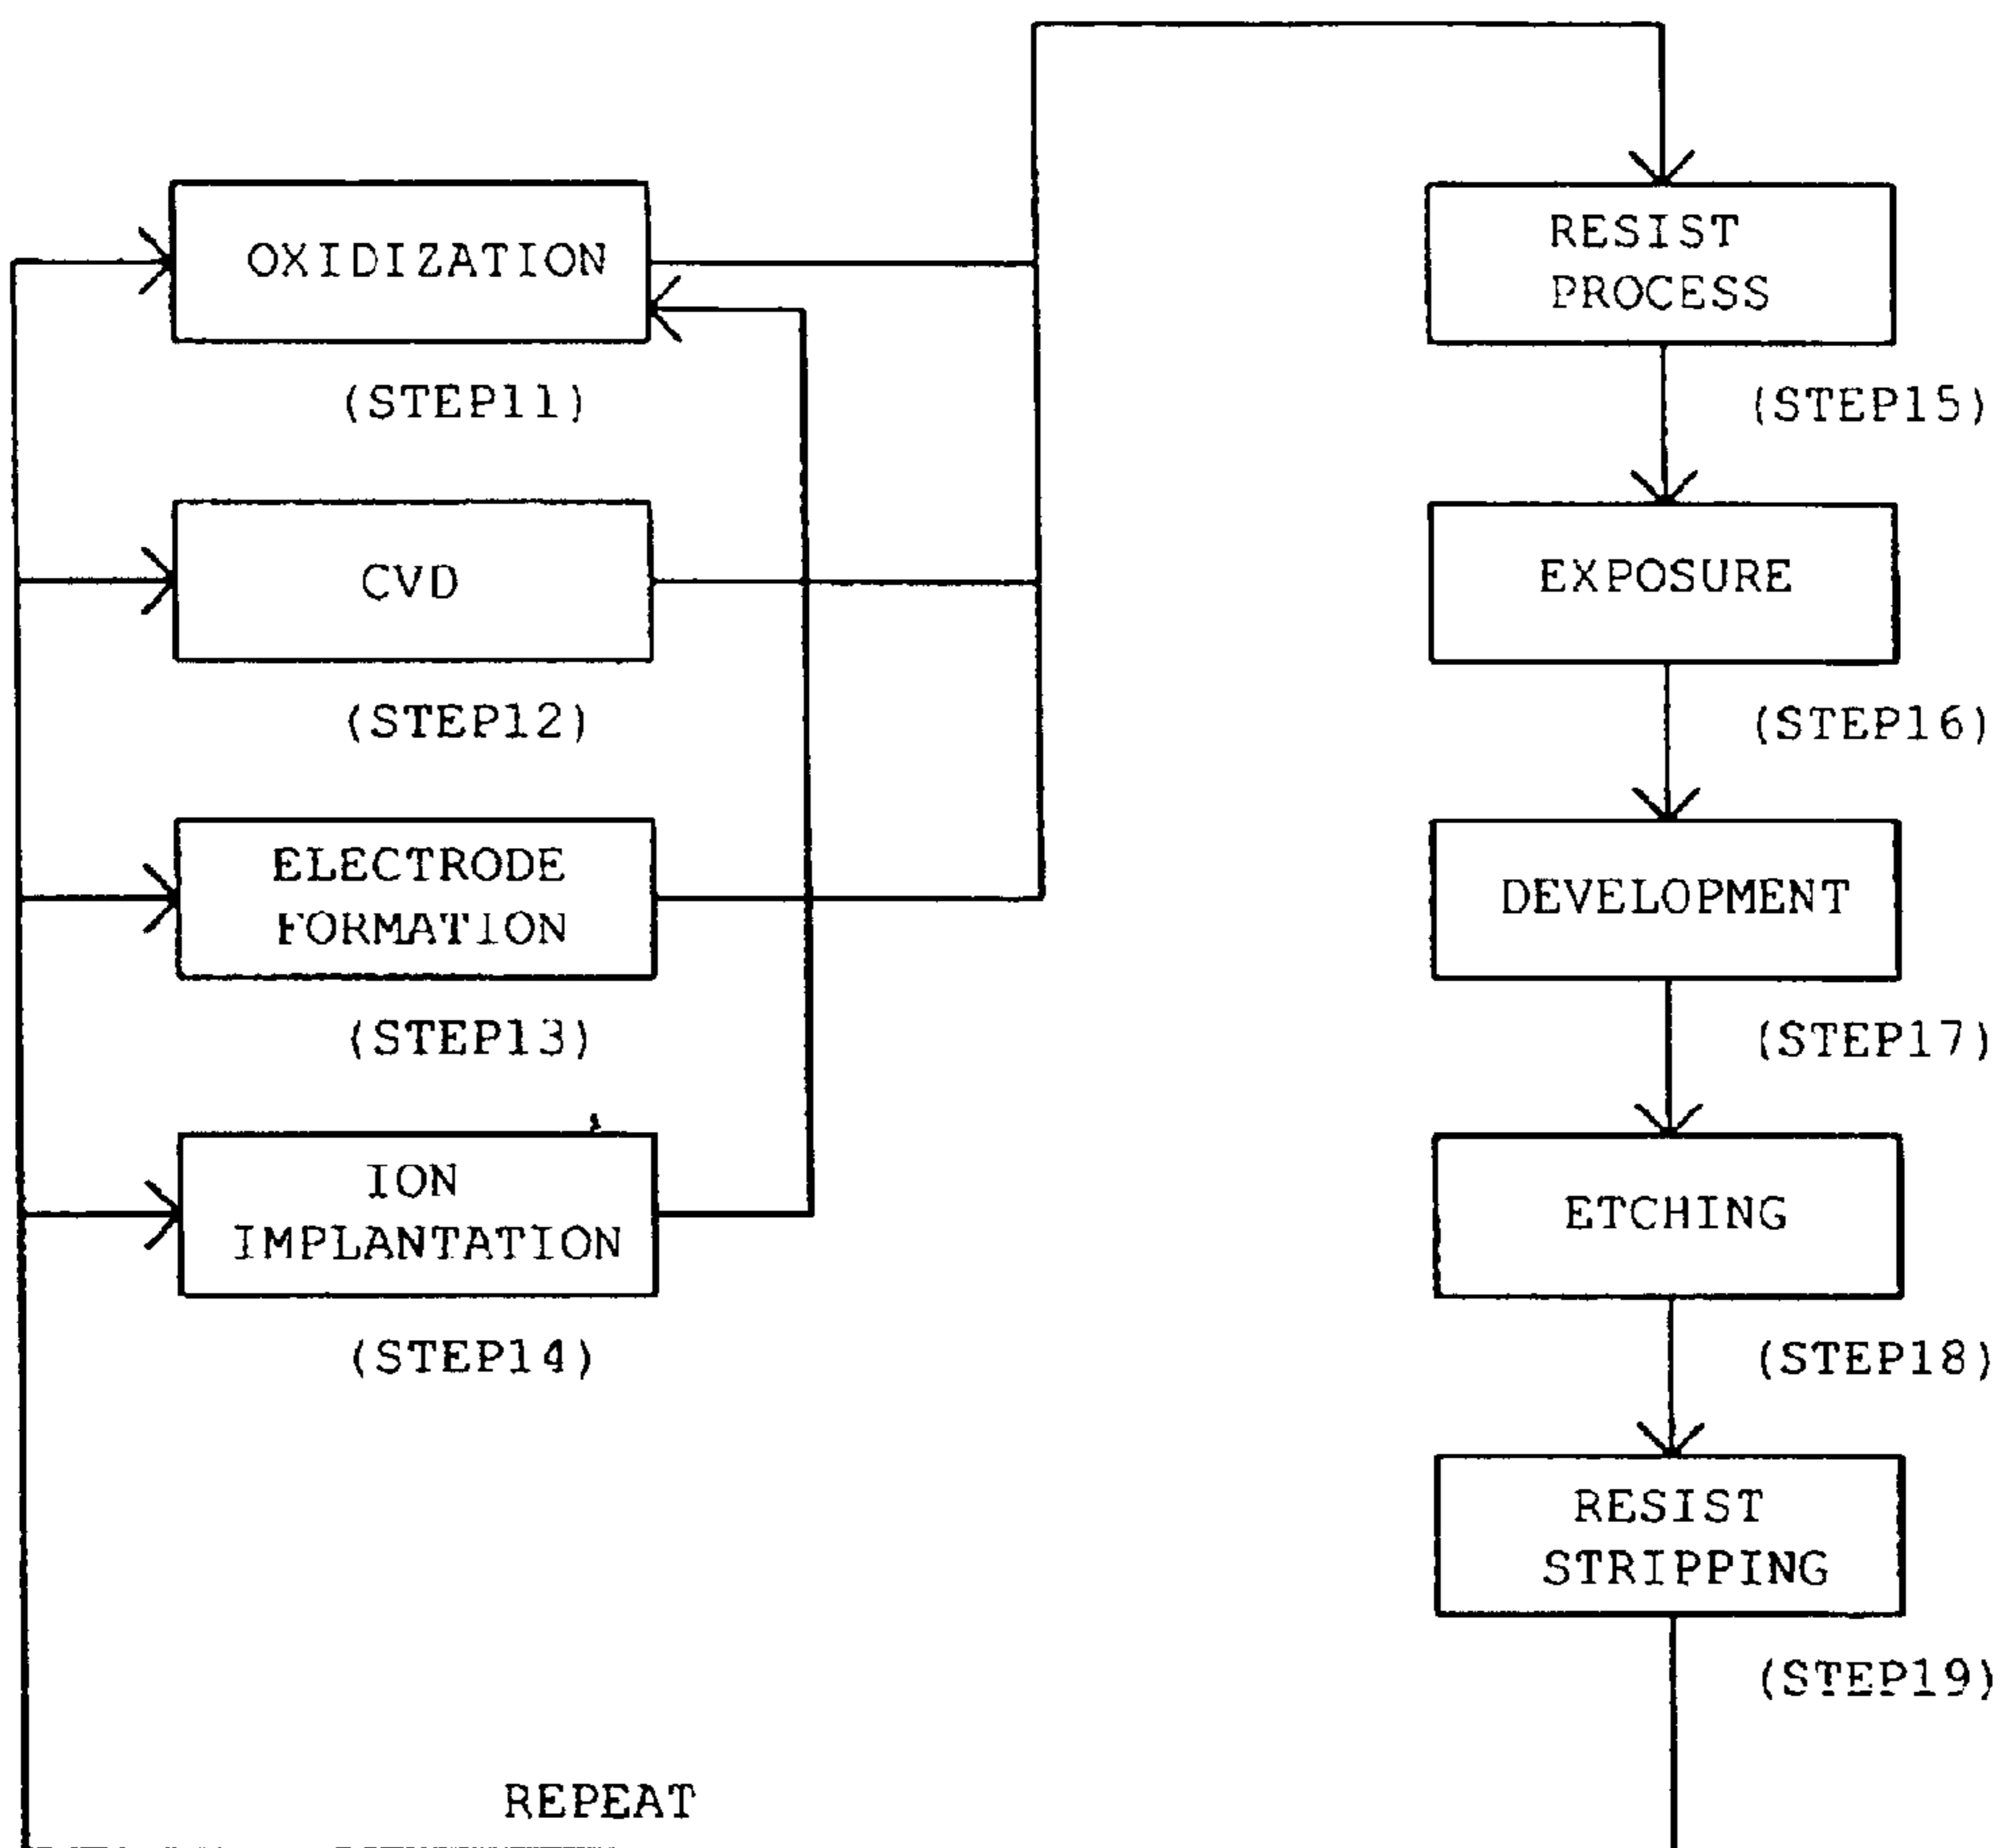 OXIDIZATION
(STEP11)
CVD
(STEP12)
ELECTRODE
FORMATION
(STEP13)
ION
IMPLANTATION
(STEP14)
RESIST
PROCESS
(STEP15)
EXPOSURE
(STEP16)
DEVELOPMENT
(STEP17)
ETCHING
(STEP18)
RESIST
STRIPPING
(STEP19)
REPEAT